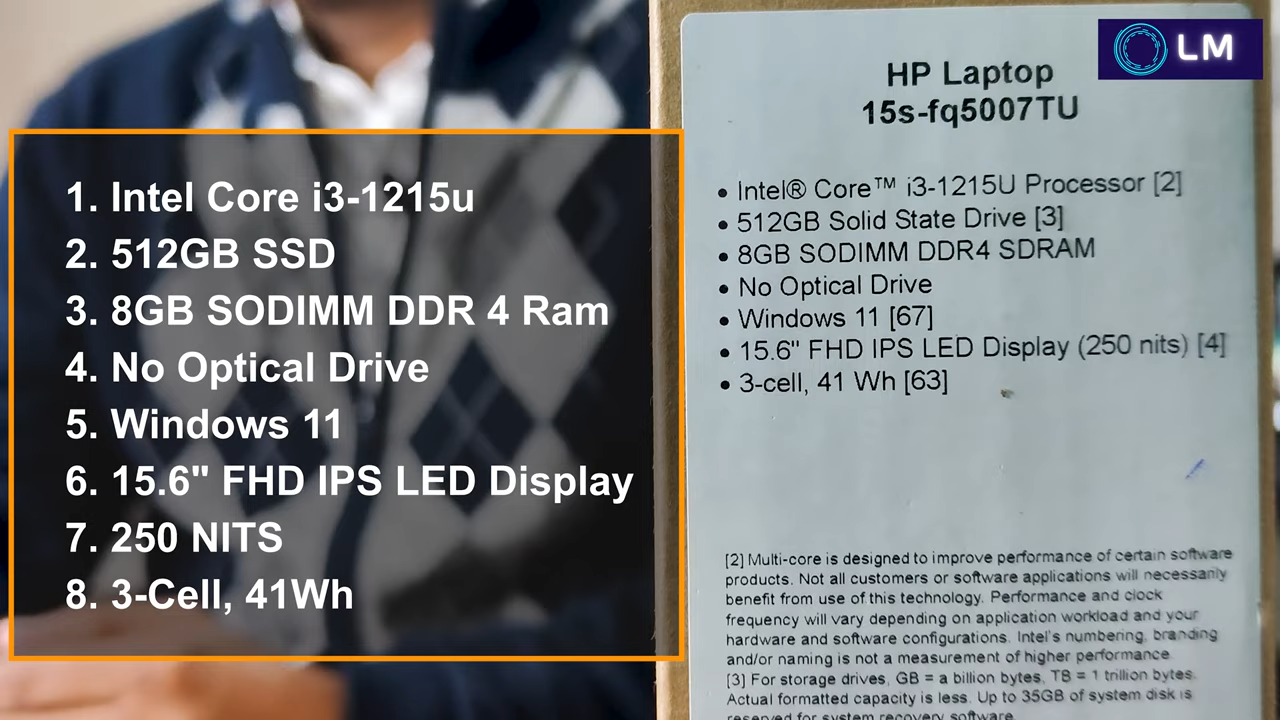 1. Intel Core i3-1215u
2. 512GB SSD
3. 8GB SODIMM DDR 4 Ram
4. No Optical Drive
5. Windows 11
6. 15.6" FHD IPS LED Display
7. 250 NITS
8. 3-Cell, 41Wh
LM
HP Laptop
15s-fq5007TU
• Intel® Core™ i3-1215U Processor [2]
• 512GB Solid State Drive [3]
• 8GB SODIMM DDR4 SDRAM
• No Optical Drive
• Windows 11 [67]
• 15.6" FHD IPS LED Display (250 nits) [4]
• 3-cell, 41 Wh [63]
[2] Multi-core is designed to improve performance of certain software
products. Not all customers or software applications will necessarily
benefit from use of this technology. Performance and clock
frequency will vary depending on application workload and your
hardware and software configurations. Intel's numbering, branding
and/or naming is not a measurement of higher performance.
[3] For storage drives, GB = a billion bytes. TB = 1 trillion bytes.
Actual formatted capacity is less. Up to 35GB of system disk is
reserved for system recovery software.